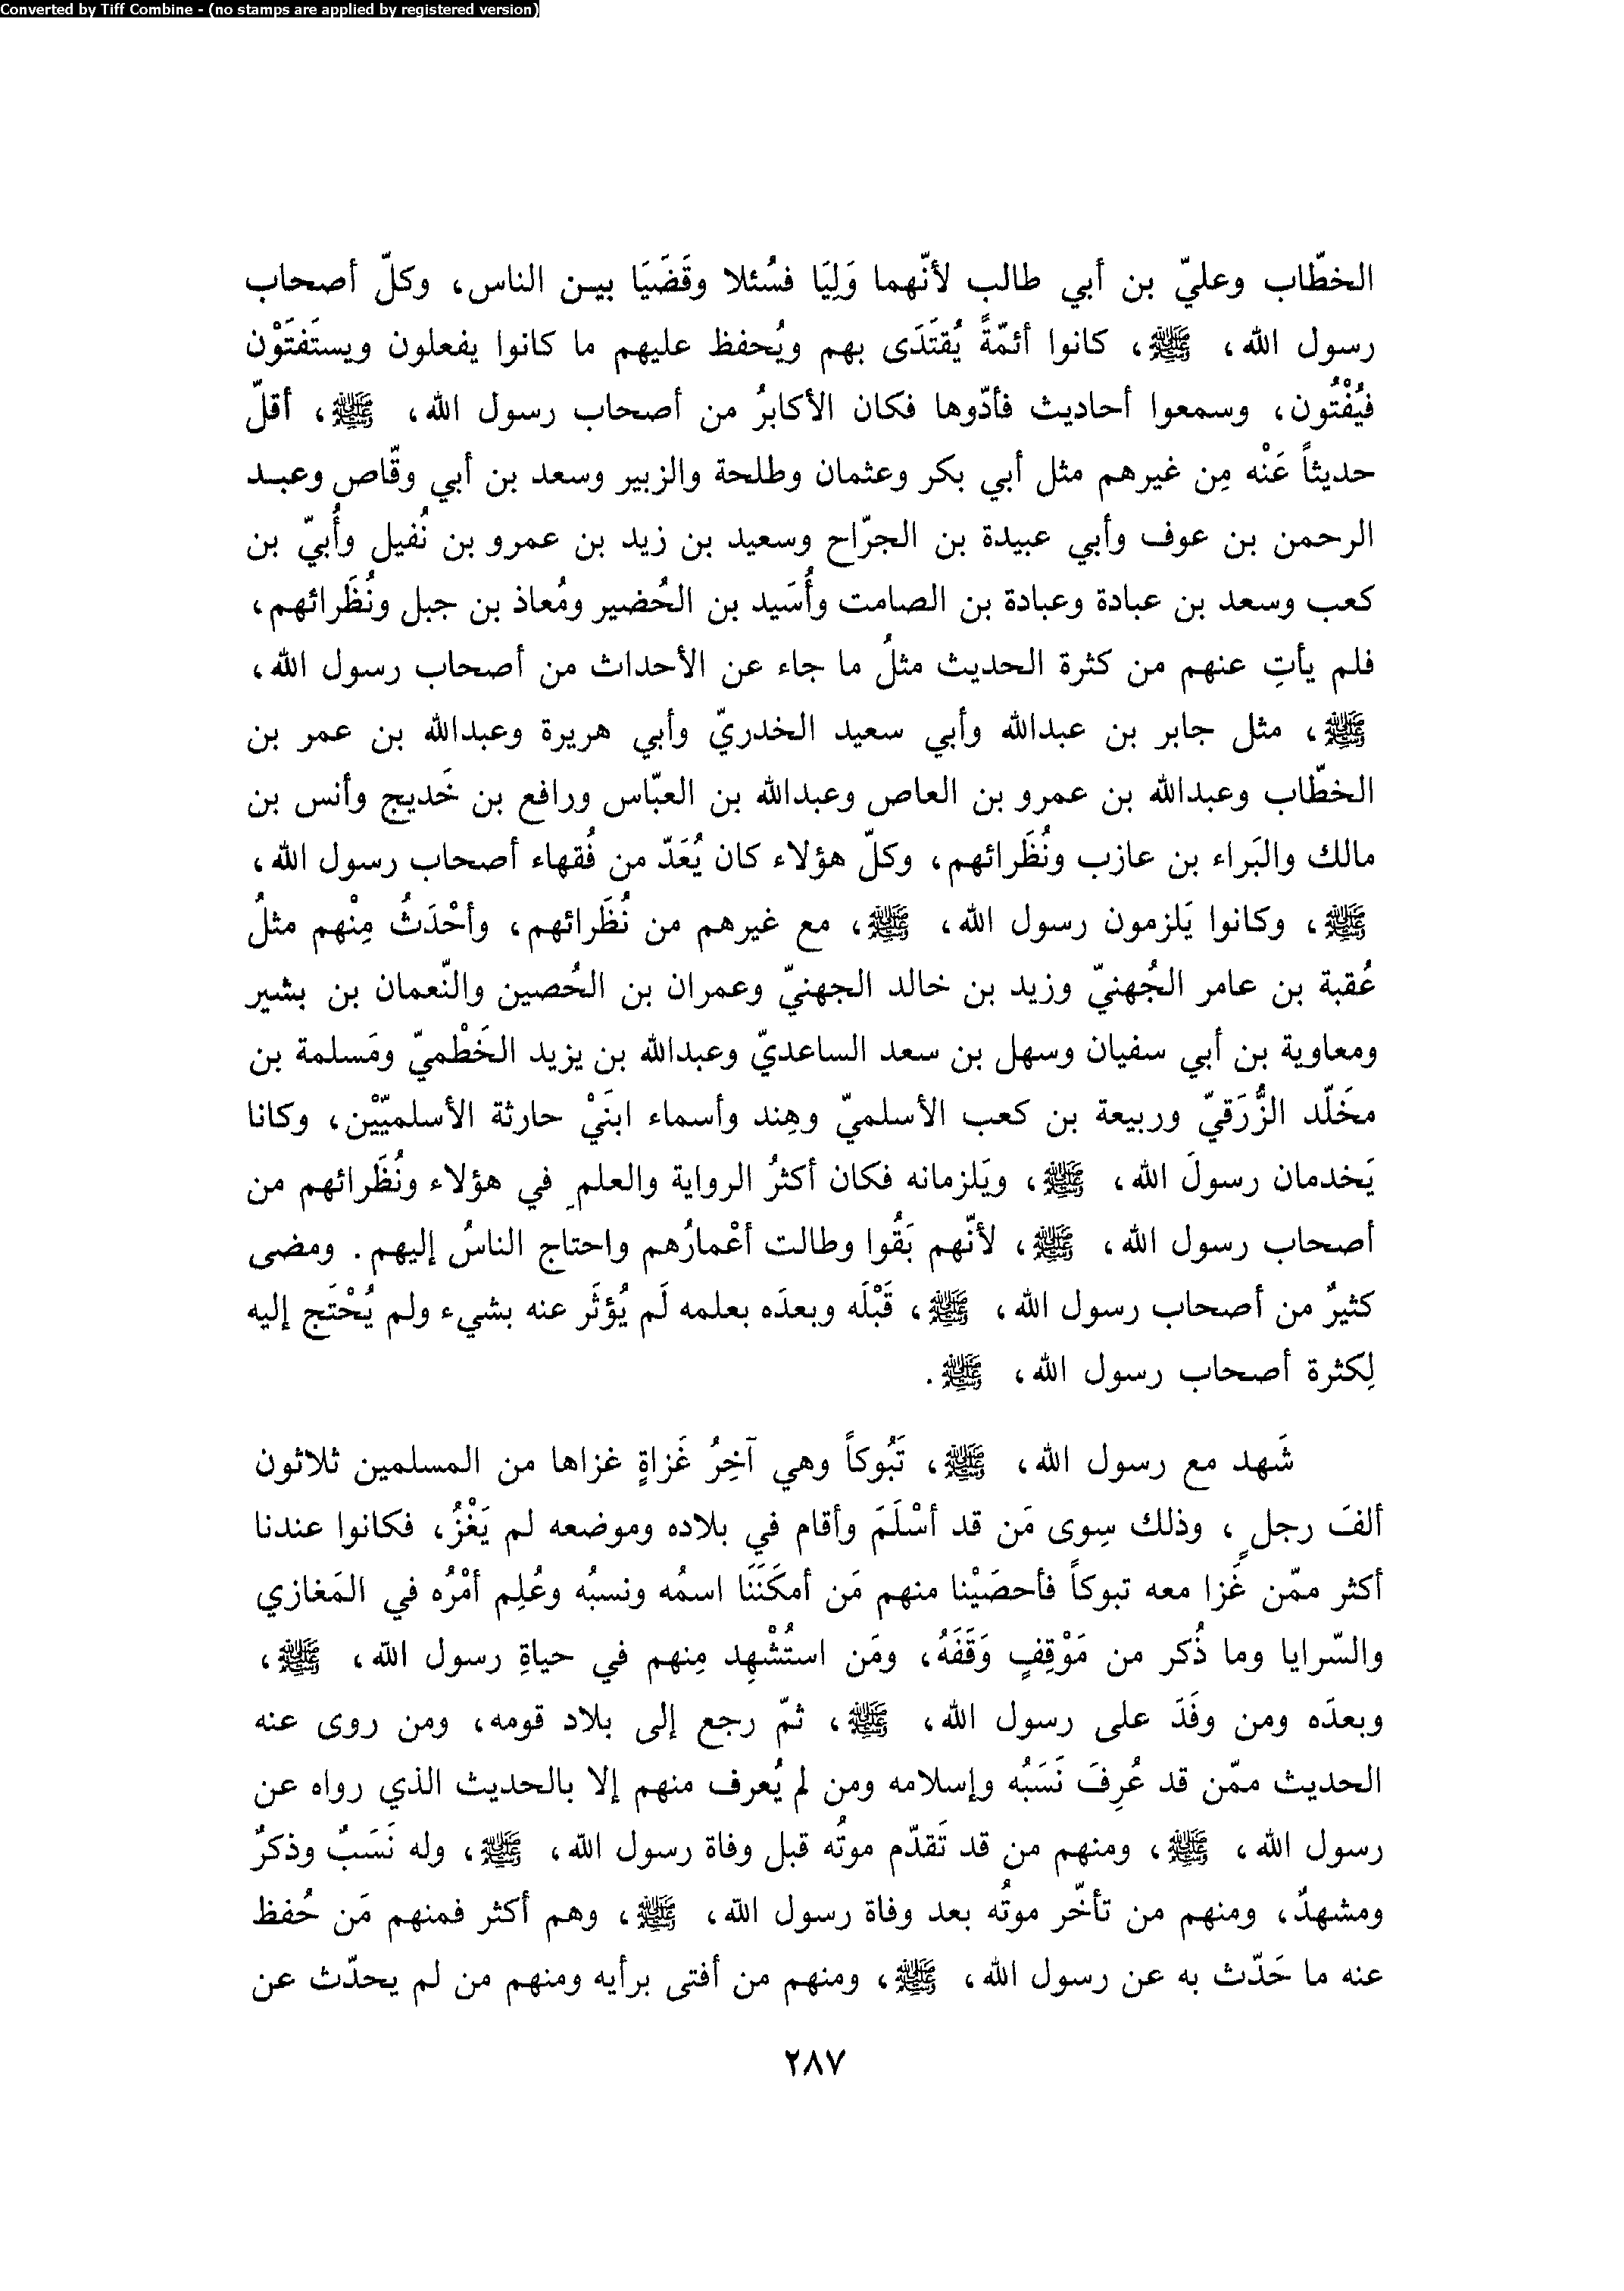 Converted by Tiff Combine - (no stamps are applied by registered version)
الخطّاب وعليّ بن أبي طالب لأنّهما وَلِيَا فسُئلا وقَضَيَا بين الناس، وكلّ أصحاب
رسول الله، ﷺ، كانوا أئمّةً يُقتَدَى بهم ويُحفظ عليهم ما كانوا يفعلون ويستَفتَوْن
فيُفْتُون، وسمعوا أحاديث فأدّوها فكان الأكابرُ من أصحاب رسول الله، ﷺ، أقلّ
حديثاً عَنْه مِن غيرهم مثل أبي بكر وعثمان وطلحة والزبير وسعد بن أبي وقّاص وعبد
الرحمن بن عوف وأبي عبيدة بن الجرّاح وسعيد بن زيد بن عمرو بن نُفيل وأُبيّ بن
كعب وسعد بن عبادة وعبادة بن الصامت وأُسَيد بن الحُضير ومُعاذ بن جبل ونُظَرائهم،
فلم يأتِ عنهم من كثرة الحديث مثلُ ما جاء عن الأحداث من أصحاب رسول الله،
ﷺ، مثل جابر بن عبدالله وأبي سعيد الخدريّ وأبي هريرة وعبدالله بن عمر بن
الخطّاب وعبدالله بن عمرو بن العاص وعبدالله بن العبّاس ورافع بن خَديج وأنس بن
مالك والبَراء بن عازب ونُظَرائهم، وكلّ هؤلاء كان يُعَدّ من فُقهاء أصحاب رسول الله،
ﷺ، وكانوا يَلزمون رسول الله، ﷺ، مع غيرهم من نُظَرائهم، وأحْدَثُ مِنْهم مثلُ
عُقبة بن عامر الجُهنيّ وزيد بن خالد الجهنيّ وعمران بن الحُصين والنّعمان بن بشير
ومعاوية بن أبي سفيان وسهل بن سعد الساعديّ وعبدالله بن يزيد الخَطْميّ ومَسلمة بن
مخَلّد الزُّرَقيّ وربيعة بن كعب الأسلميّ وهِند وأسماء ابنَيْ حارثة الأسلميّيْن، وكانا
يَخدمان رسولَ الله، ﷺ، ويَلزمانه فكان أكثرُ الرواية والعلمِ في هؤلاء ونُظَرائهم من
أصحاب رسول الله، ﷺ، لأنّهم بَقُوا وطالت أعْمارُهم واحتاج الناسُ إليهم. ومضى
كثيرٌ من أصحاب رسول الله، ﷺ، قَبْلَه وبعدَه بعلمه لَم يُؤثَر عنه بشيء ولم يُحْتَج إليه
لِكثرة أصحاب رسول الله، ﷺ.
شَهد مع رسول الله، ﷺ، تَبُوكاً وهي آخِرُ غَزاةٍ غزاها من المسلمين ثلاثون
ألفَ رجلٍ، وذلك سِوى مَن قد أسْلَمَ وأقام في بلاده وموضعه لم يَغْزُ، فكانوا عندنا
أكثر ممّن غَزا معه تبوكاً فأحصَيْنا منهم مَن أمكَنَنَا اسمُه ونسبُه وعُلِم أمْرُه في المَغازي
والسّرايا وما ذُكر من مَوْقِفٍ وَقَفَهُ، ومَن استُشْهِد مِنهم في حياةِ رسول الله، ﷺ،
وبعدَه ومن وفَدَ على رسول الله، ﷺ، ثمّ رجع إلى بلاد قومه، ومن روى عنه
الحديث ممّن قد عُرِفَ نَسَبُه وإسلامه ومن لم يُعرف منهم إلا بالحديث الذي رواه عن
رسول الله، ﷺ، ومنهم من قد تَقدّم موتُه قبل وفاة رسول الله، ﷺ، وله نَسَبٌ وذكرٌ
ومشهدٌ، ومنهم من تأخّر موتُه بعد وفاة رسول الله، ﷺ، وهم أكثر فمنهم مَن حُفظ
عنه ما حَدّث به عن رسول الله، ﷺ، ومنهم من أفتى برأيه ومنهم من لم يحدّث عن
٢٨٧